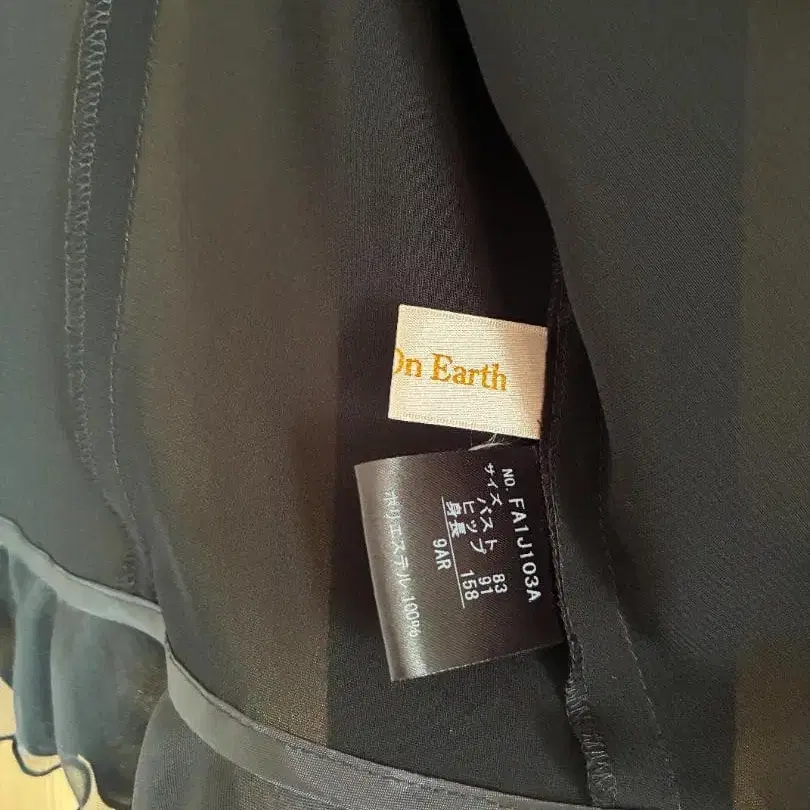 On Earth
NO. FA1J103A
サイズ バスト 83
ヒップ 91
身長 158
9AR
ポリエステル 100%